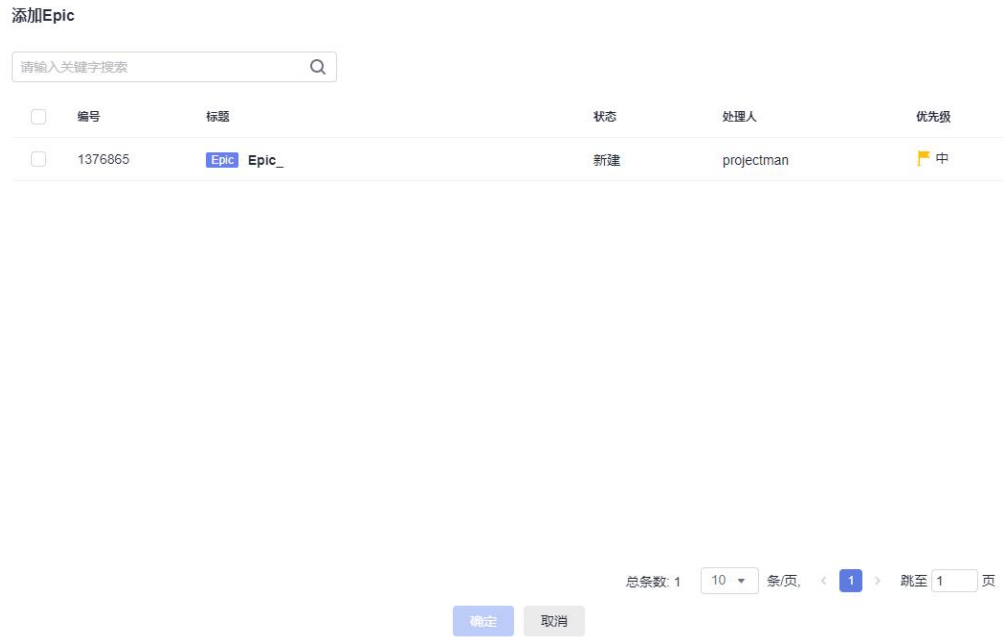 添加Epic
请输入关键字搜索
编号 标题 状态 处理人 优先级
1376865 Epic Epic_ 新建 projectman 中
总条数: 1 10 条/页, 1 跳至 1 页
确定 取消